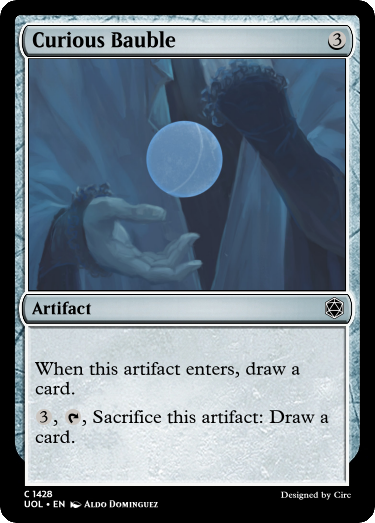 Curious Bauble 3
Artifact
When this artifact enters, draw a
card.
3, , Sacrifice this artifact: Draw a
card.
C 1428
UOL • EN Aldo Dominguez
Designed by Circ